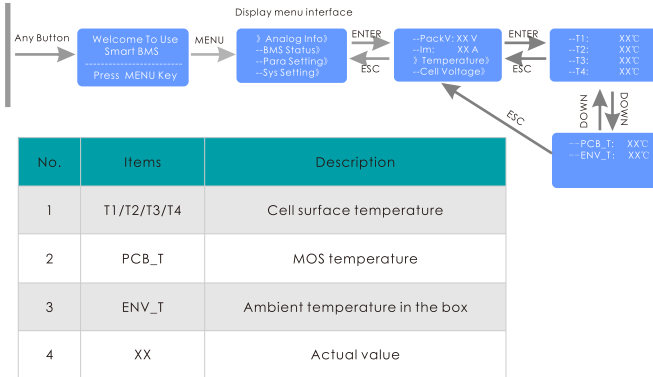 Display menu interface
Any Button
Welcome To Use
Smart BMS
Press MENU Key
MENU
》Analog Info》
--BMS Status》
--Para Setting》
--Sys Setting》
ENTER
ESC
--PackV: XX V
--Im: XX A
》Temperature》
--Cell Voltage》
ENTER
ESC
--T1: XX℃
--T2: XX℃
--T3: XX℃
--T4: XX℃
DOWN
DOWN
ESC
--PCB_T: XX℃
--ENV_T: XX℃
No. Items Description
1 T1/T2/T3/T4 Cell surface temperature
2 PCB_T MOS temperature
3 ENV_T Ambient temperature in the box
4 XX Actual value